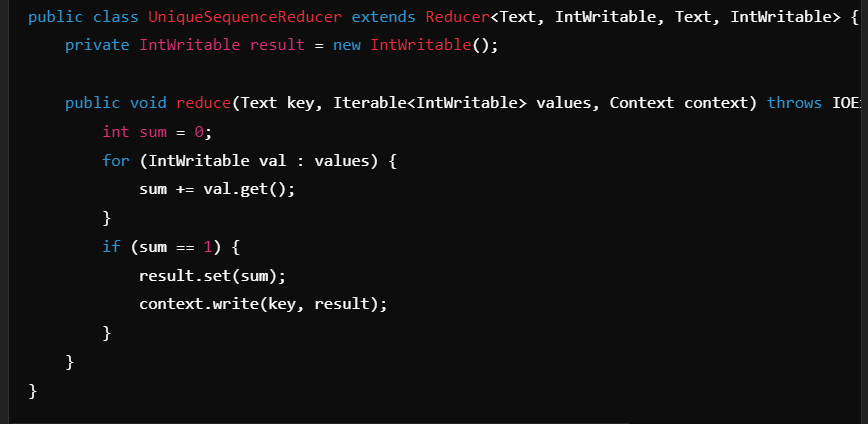 public class UniqueSequenceReducer extends Reducer<Text, IntWritable, Text, IntWritable> {
    private IntWritable result = new IntWritable();
    public void reduce(Text key, Iterable<IntWritable> values, Context context) throws IOE
        int sum = 0;
        for (IntWritable val : values) {
            sum += val.get();
        }
        if (sum == 1) {
            result.set(sum);
            context.write(key, result);
        }
    }
}